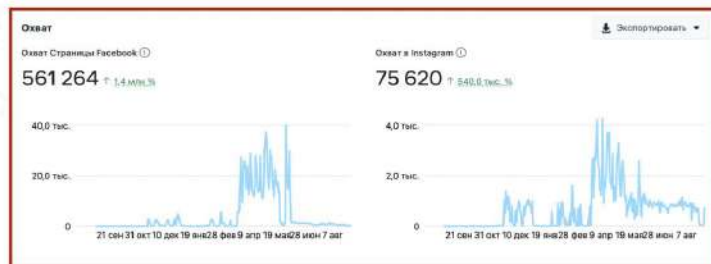 Охват
Экспортировать
Охват Страницы Facebook
561 264 ↑ 1,4 млн %
40,0 тыс.
20,0 тыс.
0
21 сен 31 окт 10 дек 19 янв 28 фев 9 апр 19 мая 28 июн 7 авг
Охват в Instagram
75 620 ↑ 540,0 тыс. %
4,0 тыс.
2,0 тыс.
0
21 сен 31 окт 10 дек 19 янв 28 фев 9 апр 19 мая 28 июн 7 авг